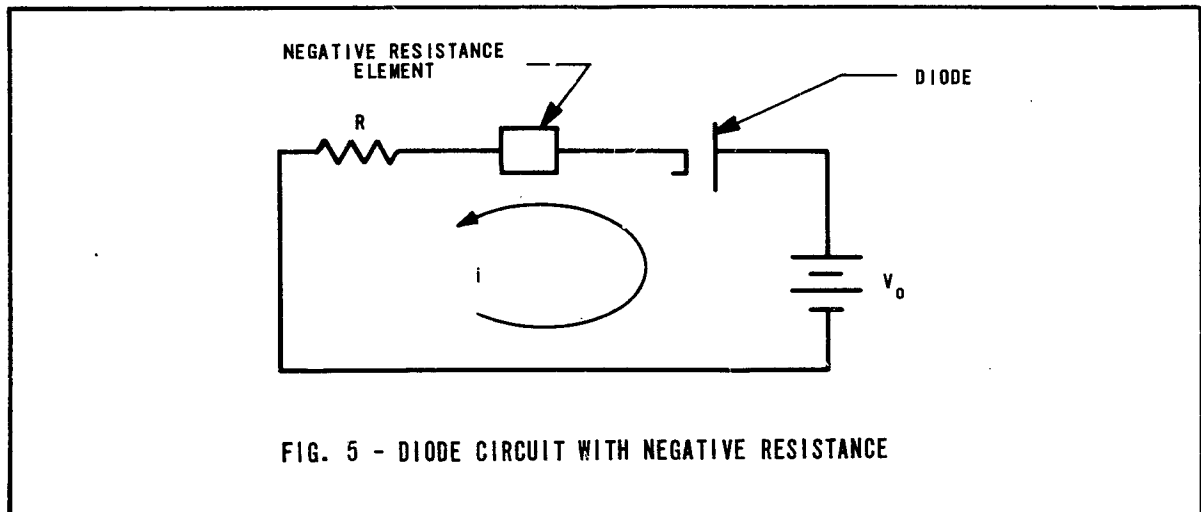 NEGATIVE RESISTANCE
ELEMENT
DIODE
R
i
V₀
FIG. 5 - DIODE CIRCUIT WITH NEGATIVE RESISTANCE